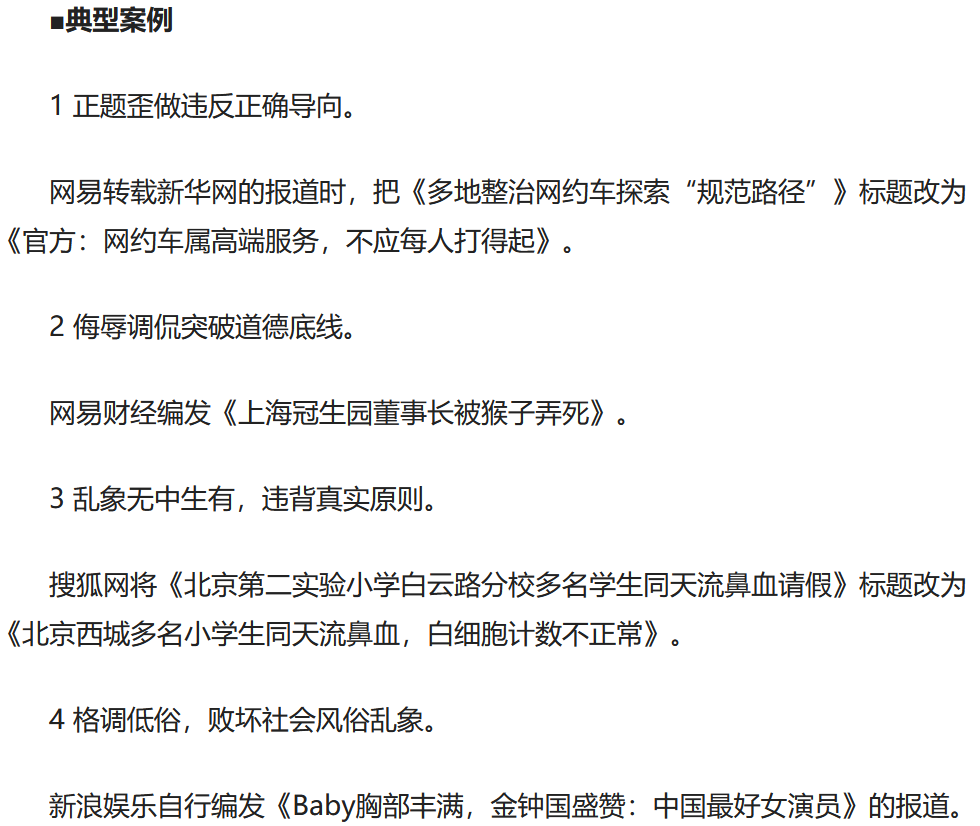 ■典型案例
1 正题歪做违反正确导向。
网易转载新华网的报道时，把《多地整治网约车探索“规范路径”》标题改为
《官方：网约车属高端服务，不应每人打得起》。
2 侮辱调侃突破道德底线。
网易财经编发《上海冠生园董事长被猴子弄死》。
3 乱象无中生有，违背真实原则。
搜狐网将《北京第二实验小学白云路分校多名学生同天流鼻血请假》标题改为
《北京西城多名小学生同天流鼻血，白细胞计数不正常》。
4 格调低俗，败坏社会风俗乱象。
新浪娱乐自行编发《Baby胸部丰满，金钟国盛赞：中国最好女演员》的报道。